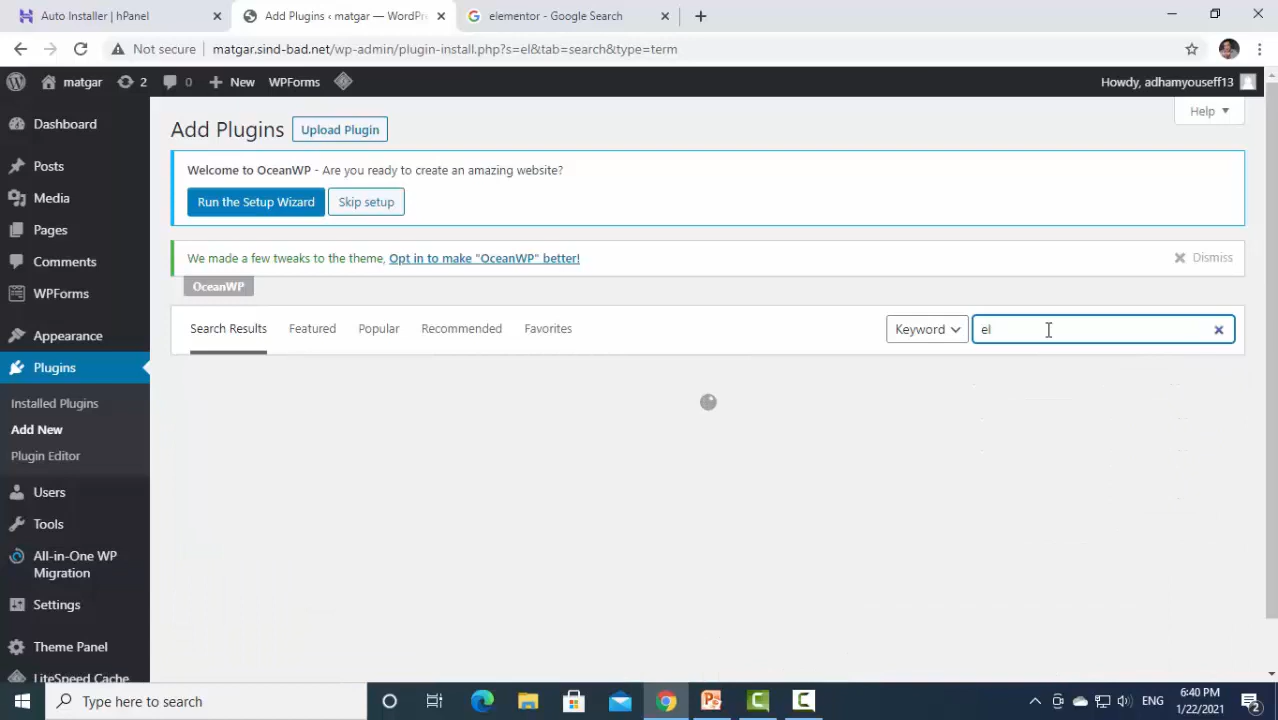 Auto Installer | hPanel
Add Plugins ‹ matgar — WordPre
elementor - Google Search
Not secure
matgar.sind-bad.net/wp-admin/plugin-install.php?s=el&tab=search&type=term
matgar
2
0
New
WPForms
Howdy, adhamyouseff13
Dashboard
Posts
Media
Pages
Comments
WPForms
Appearance
Plugins
Installed Plugins
Add New
Plugin Editor
Users
Tools
All-in-One WP
Migration
Settings
Theme Panel
LiteSpeed Cache
Help
Add Plugins
Upload Plugin
Welcome to OceanWP - Are you ready to create an amazing website?
Run the Setup Wizard
Skip setup
We made a few tweaks to the theme, Opt in to make "OceanWP" better!
Dismiss
OceanWP
Search Results
Featured
Popular
Recommended
Favorites
Keyword
el
Type here to search
ENG
6:40 PM
1/22/2021
2